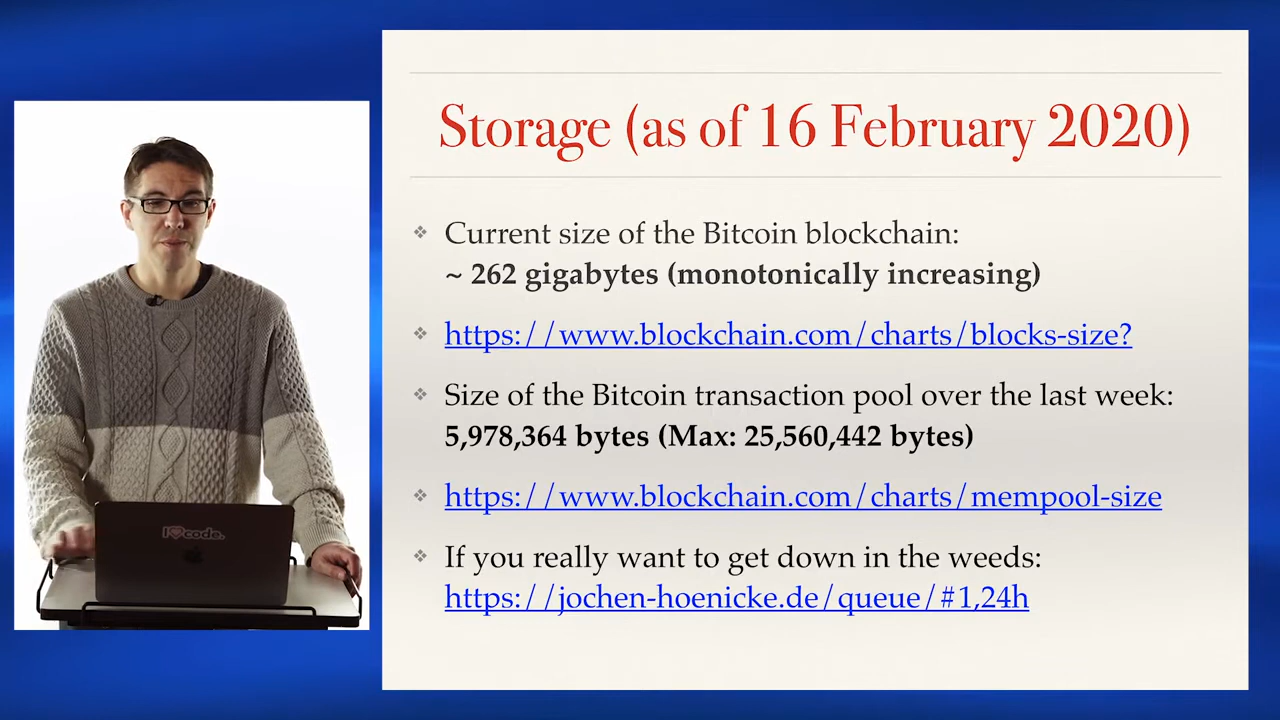 Storage (as of 16 February 2020)
Current size of the Bitcoin blockchain:
~ 262 gigabytes (monotonically increasing)
https://www.blockchain.com/charts/blocks-size?
Size of the Bitcoin transaction pool over the last week:
5,978,364 bytes (Max: 25,560,442 bytes)
https://www.blockchain.com/charts/mempool-size
If you really want to get down in the weeds:
https://jochen-hoenicke.de/queue/#1,24h
I❤code.